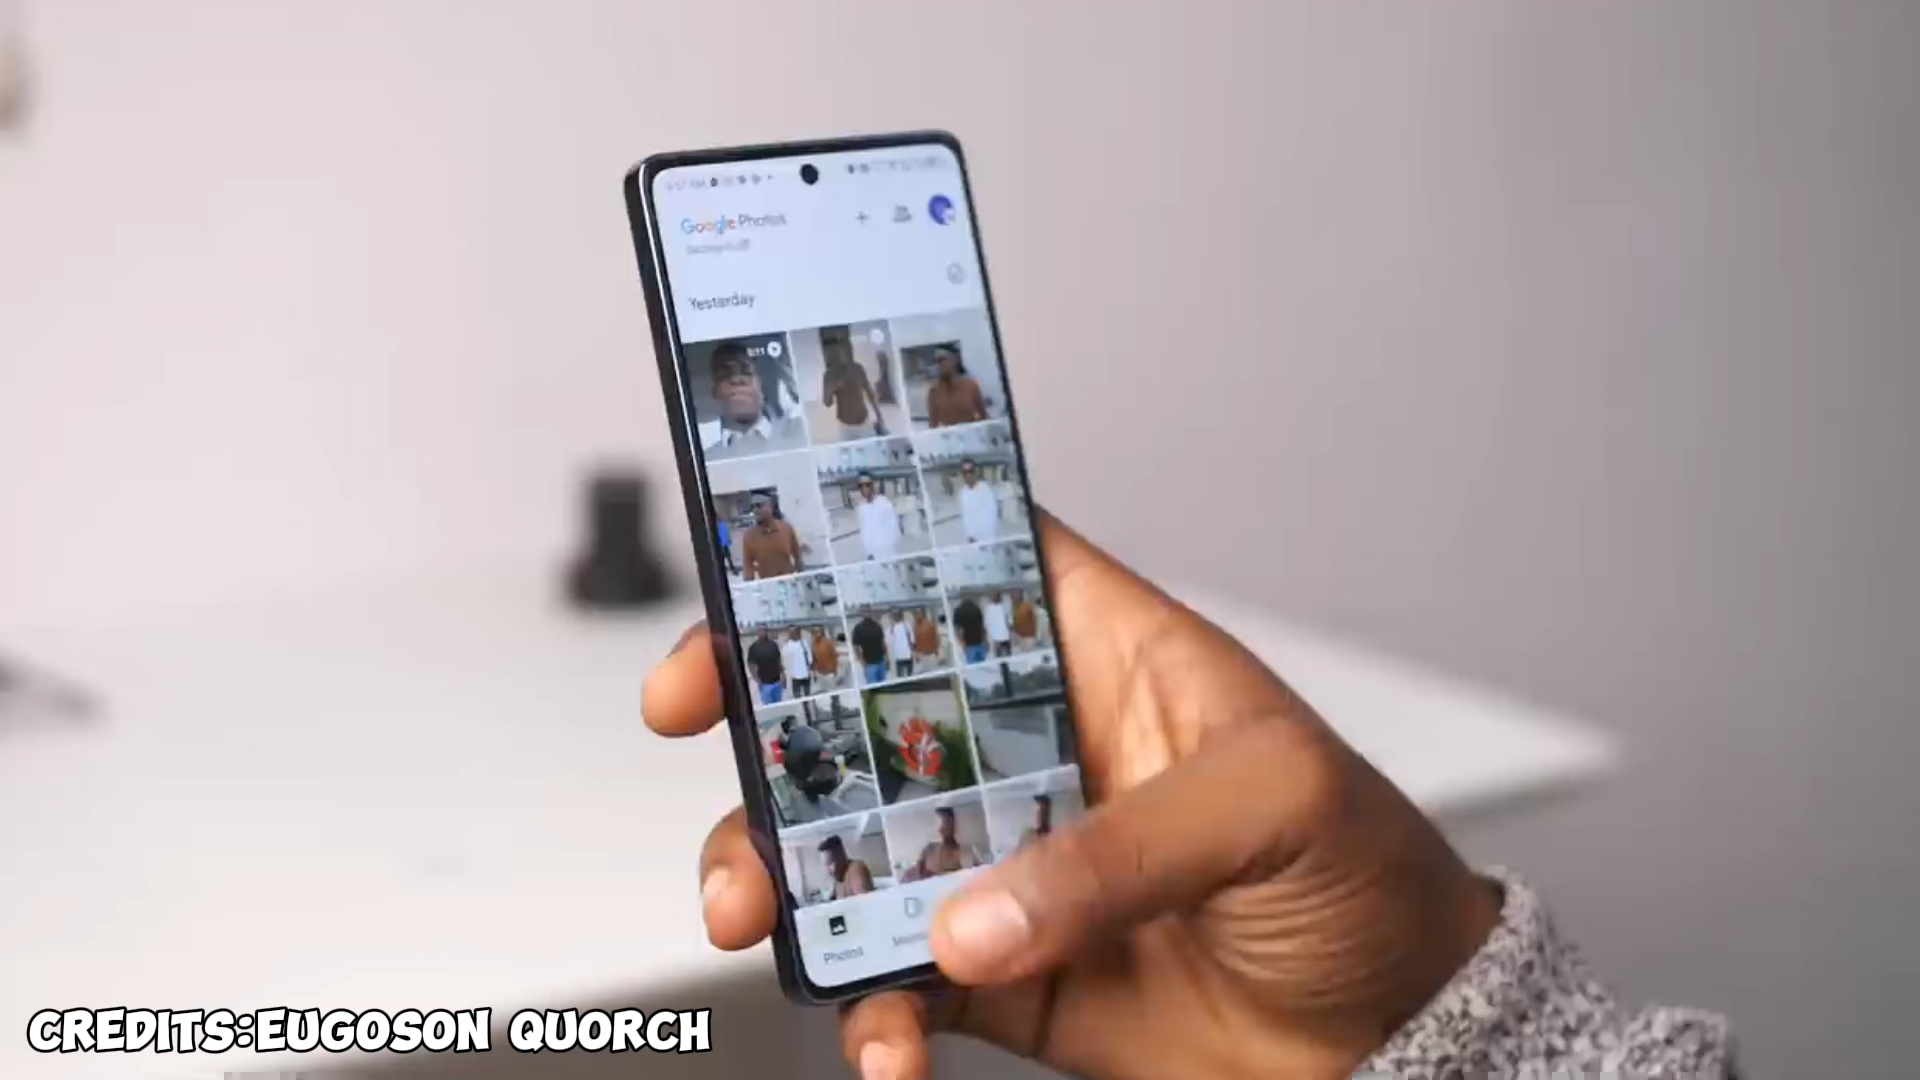 Google Photos
Yesterday
0:11
Photos
CREDITS:EUGOSON QUORCH